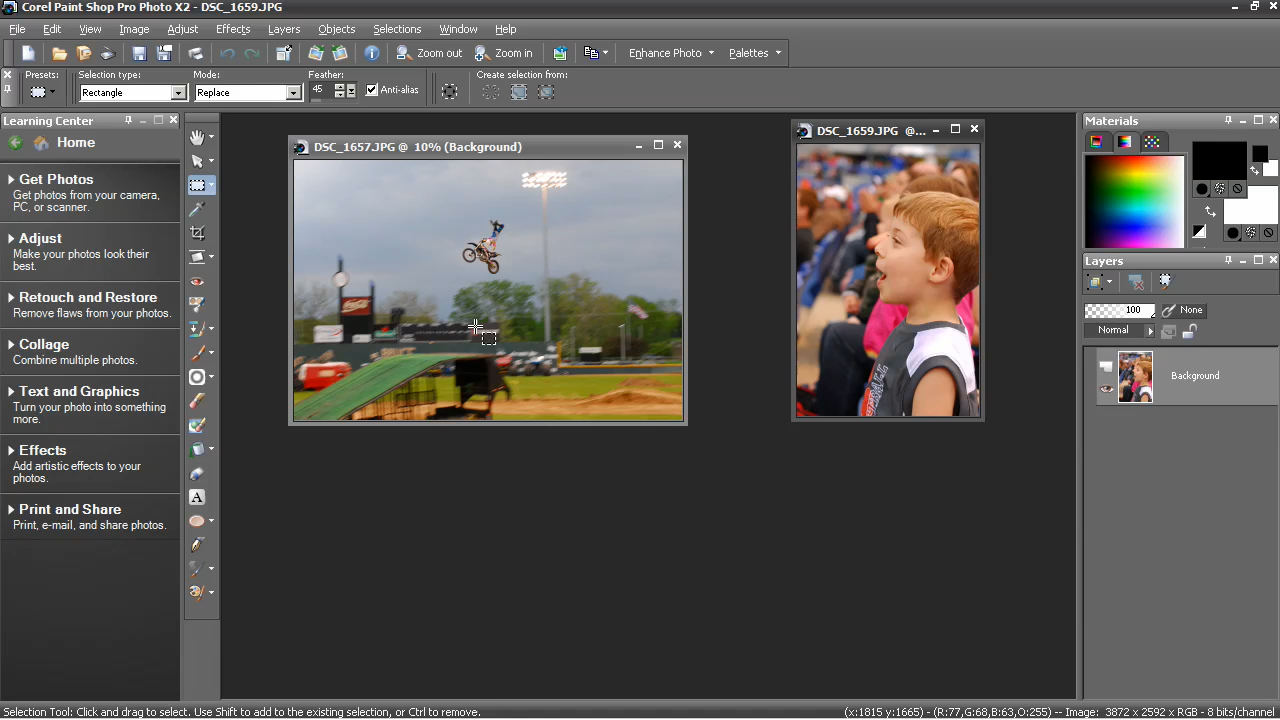 Corel Paint Shop Pro Photo X2 - DSC_1659.JPG
File Edit View Image Adjust Effects Layers Objects Selections Window Help
Zoom out Zoom in Enhance Photo Palettes
Presets: Selection type: Mode: Feather: Create selection from:
Rectangle Replace 45 Anti-alias
Learning Center
Home
Get Photos
Get photos from your camera,
PC, or scanner.
Adjust
Make your photos look their
best.
Retouch and Restore
Remove flaws from your photos.
Collage
Combine multiple photos.
Text and Graphics
Turn your photo into something
more.
Effects
Add artistic effects to your
photos.
Print and Share
Print, e-mail, and share photos.
A
DSC_1657.JPG @ 10% (Background)
DSC_1659.JPG @...
Materials
Layers
100 None
Normal
Background
Selection Tool: Click and drag to select. Use Shift to add to the existing selection, or Ctrl to remove.
(x:1815 y:1665) - (R:77,G:68,B:63,O:255) -- Image: 3872 x 2592 x RGB - 8 bits/channel